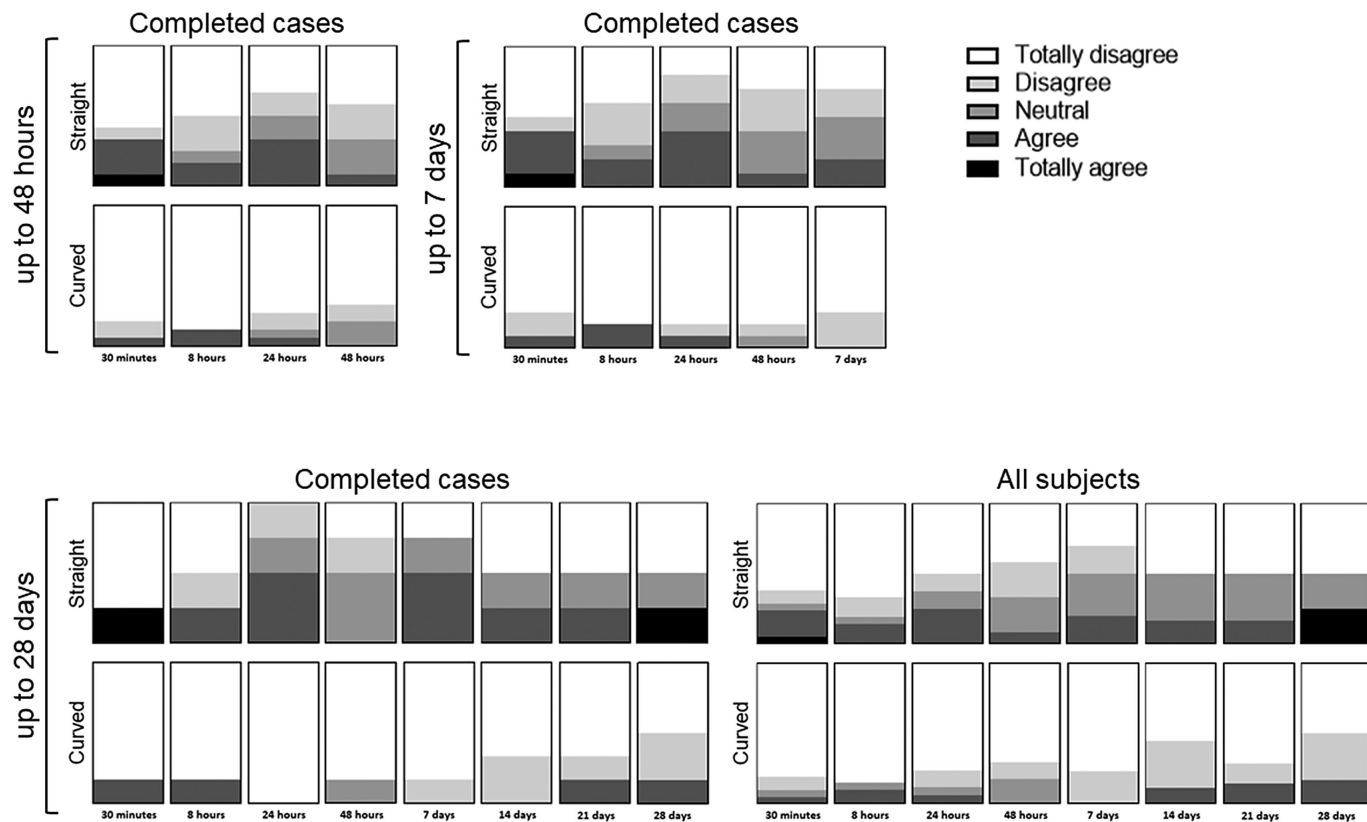 Completed cases
Completed cases
up to 48 hours
Straight
Curved
30 minutes 8 hours 24 hours 48 hours
up to 7 days
Straight
Curved
30 minutes 8 hours 24 hours 48 hours 7 days
Totally disagree
Disagree
Neutral
Agree
Totally agree
Completed cases
All subjects
up to 28 days
Straight
Curved
30 minutes 8 hours 24 hours 48 hours 7 days 14 days 21 days 28 days
Straight
Curved
30 minutes 8 hours 24 hours 48 hours 7 days 14 days 21 days 28 days